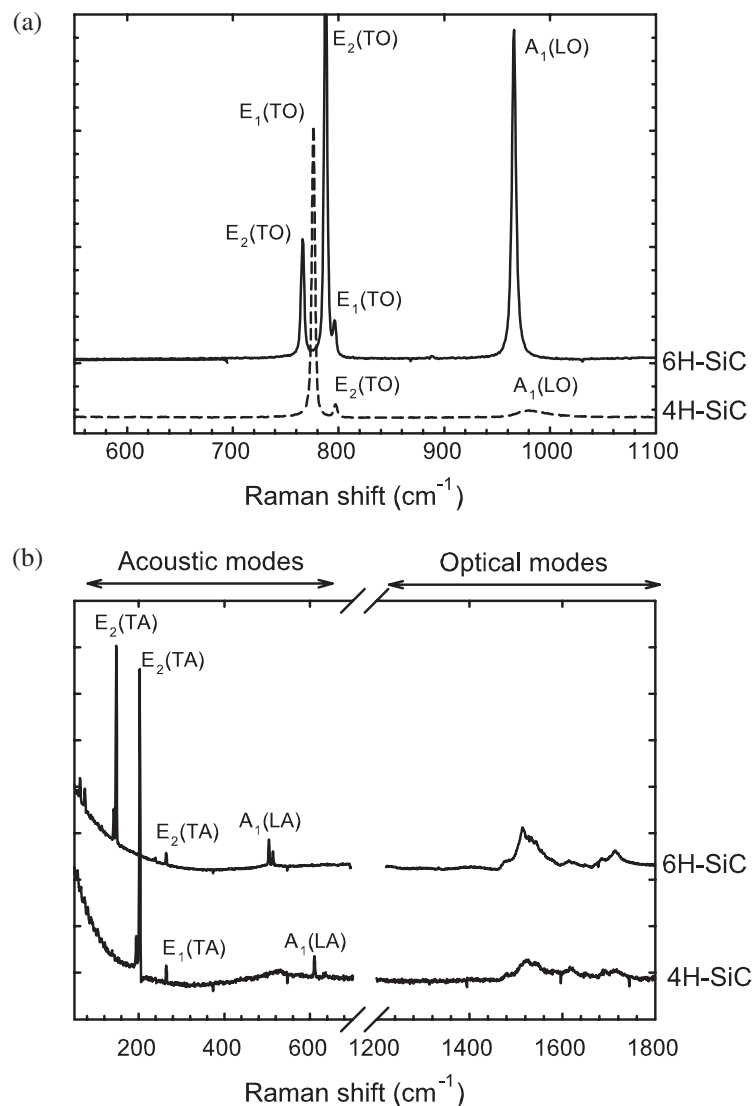 (a)
E₂(TO)
A₁(LO)
E₁(TO)
E₂(TO)
E₁(TO)
6H-SiC
E₂(TO)
A₁(LO)
4H-SiC
600 700 800 900 1000 1100
Raman shift (cm⁻¹)
(b)
Acoustic modes
Optical modes
E₂(TA)
E₂(TA)
E₂(TA)
A₁(LA)
6H-SiC
E₁(TA)
A₁(LA)
4H-SiC
200 400 600 1200 1400 1600 1800
Raman shift (cm⁻¹)